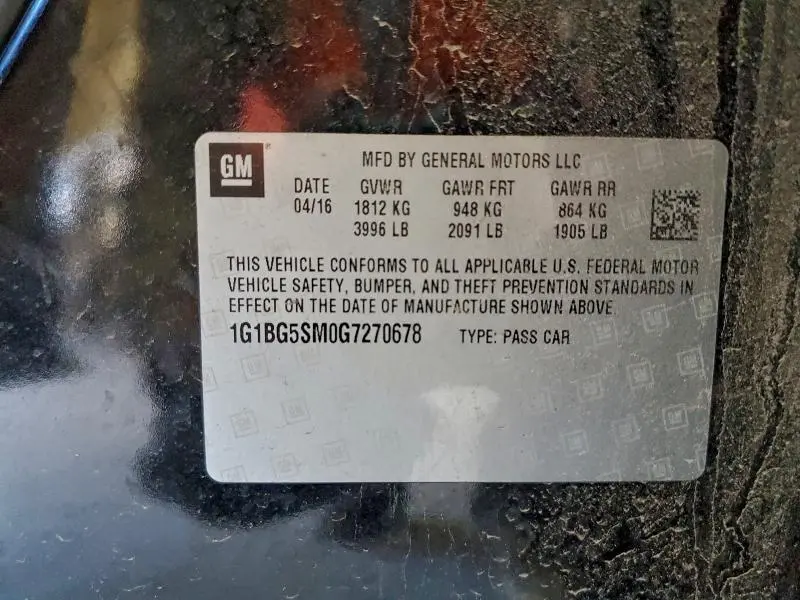 GM
MFD BY GENERAL MOTORS LLC
DATE GVWR GAWR FRT GAWR RR
04/16 1812 KG 948 KG 864 KG
3996 LB 2091 LB 1905 LB
THIS VEHICLE CONFORMS TO ALL APPLICABLE U.S. FEDERAL MOTOR
VEHICLE SAFETY, BUMPER, AND THEFT PREVENTION STANDARDS IN
EFFECT ON THE DATE OF MANUFACTURE SHOWN ABOVE.
1G1BG5SM0G7270678 TYPE: PASS CAR